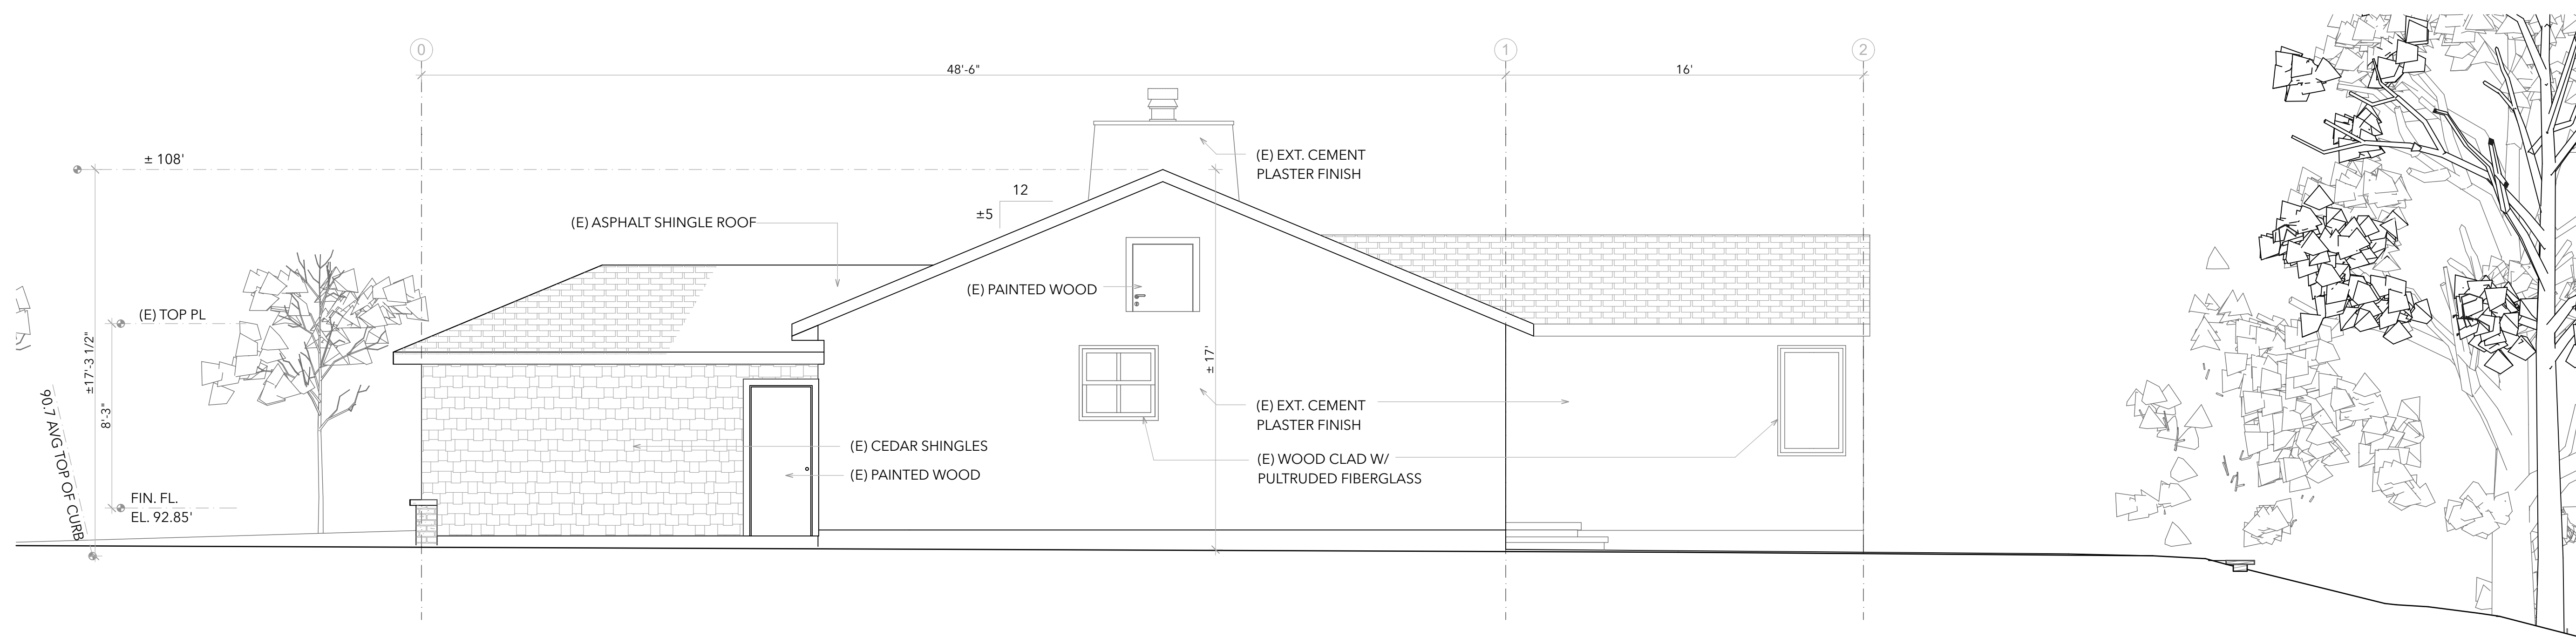 0
1
2
48'-6"
16'
± 108'
(E) EXT. CEMENT
PLASTER FINISH
12
±5
(E) ASPHALT SHINGLE ROOF
(E) PAINTED WOOD
(E) TOP PL
±17'-3 1/2"
8'-3"
± 17'
90.7 AVG TOP OF CURB
(E) EXT. CEMENT
PLASTER FINISH
(E) CEDAR SHINGLES
(E) WOOD CLAD W/
PULTRUDED FIBERGLASS
(E) PAINTED WOOD
FIN. FL.
EL. 92.85'